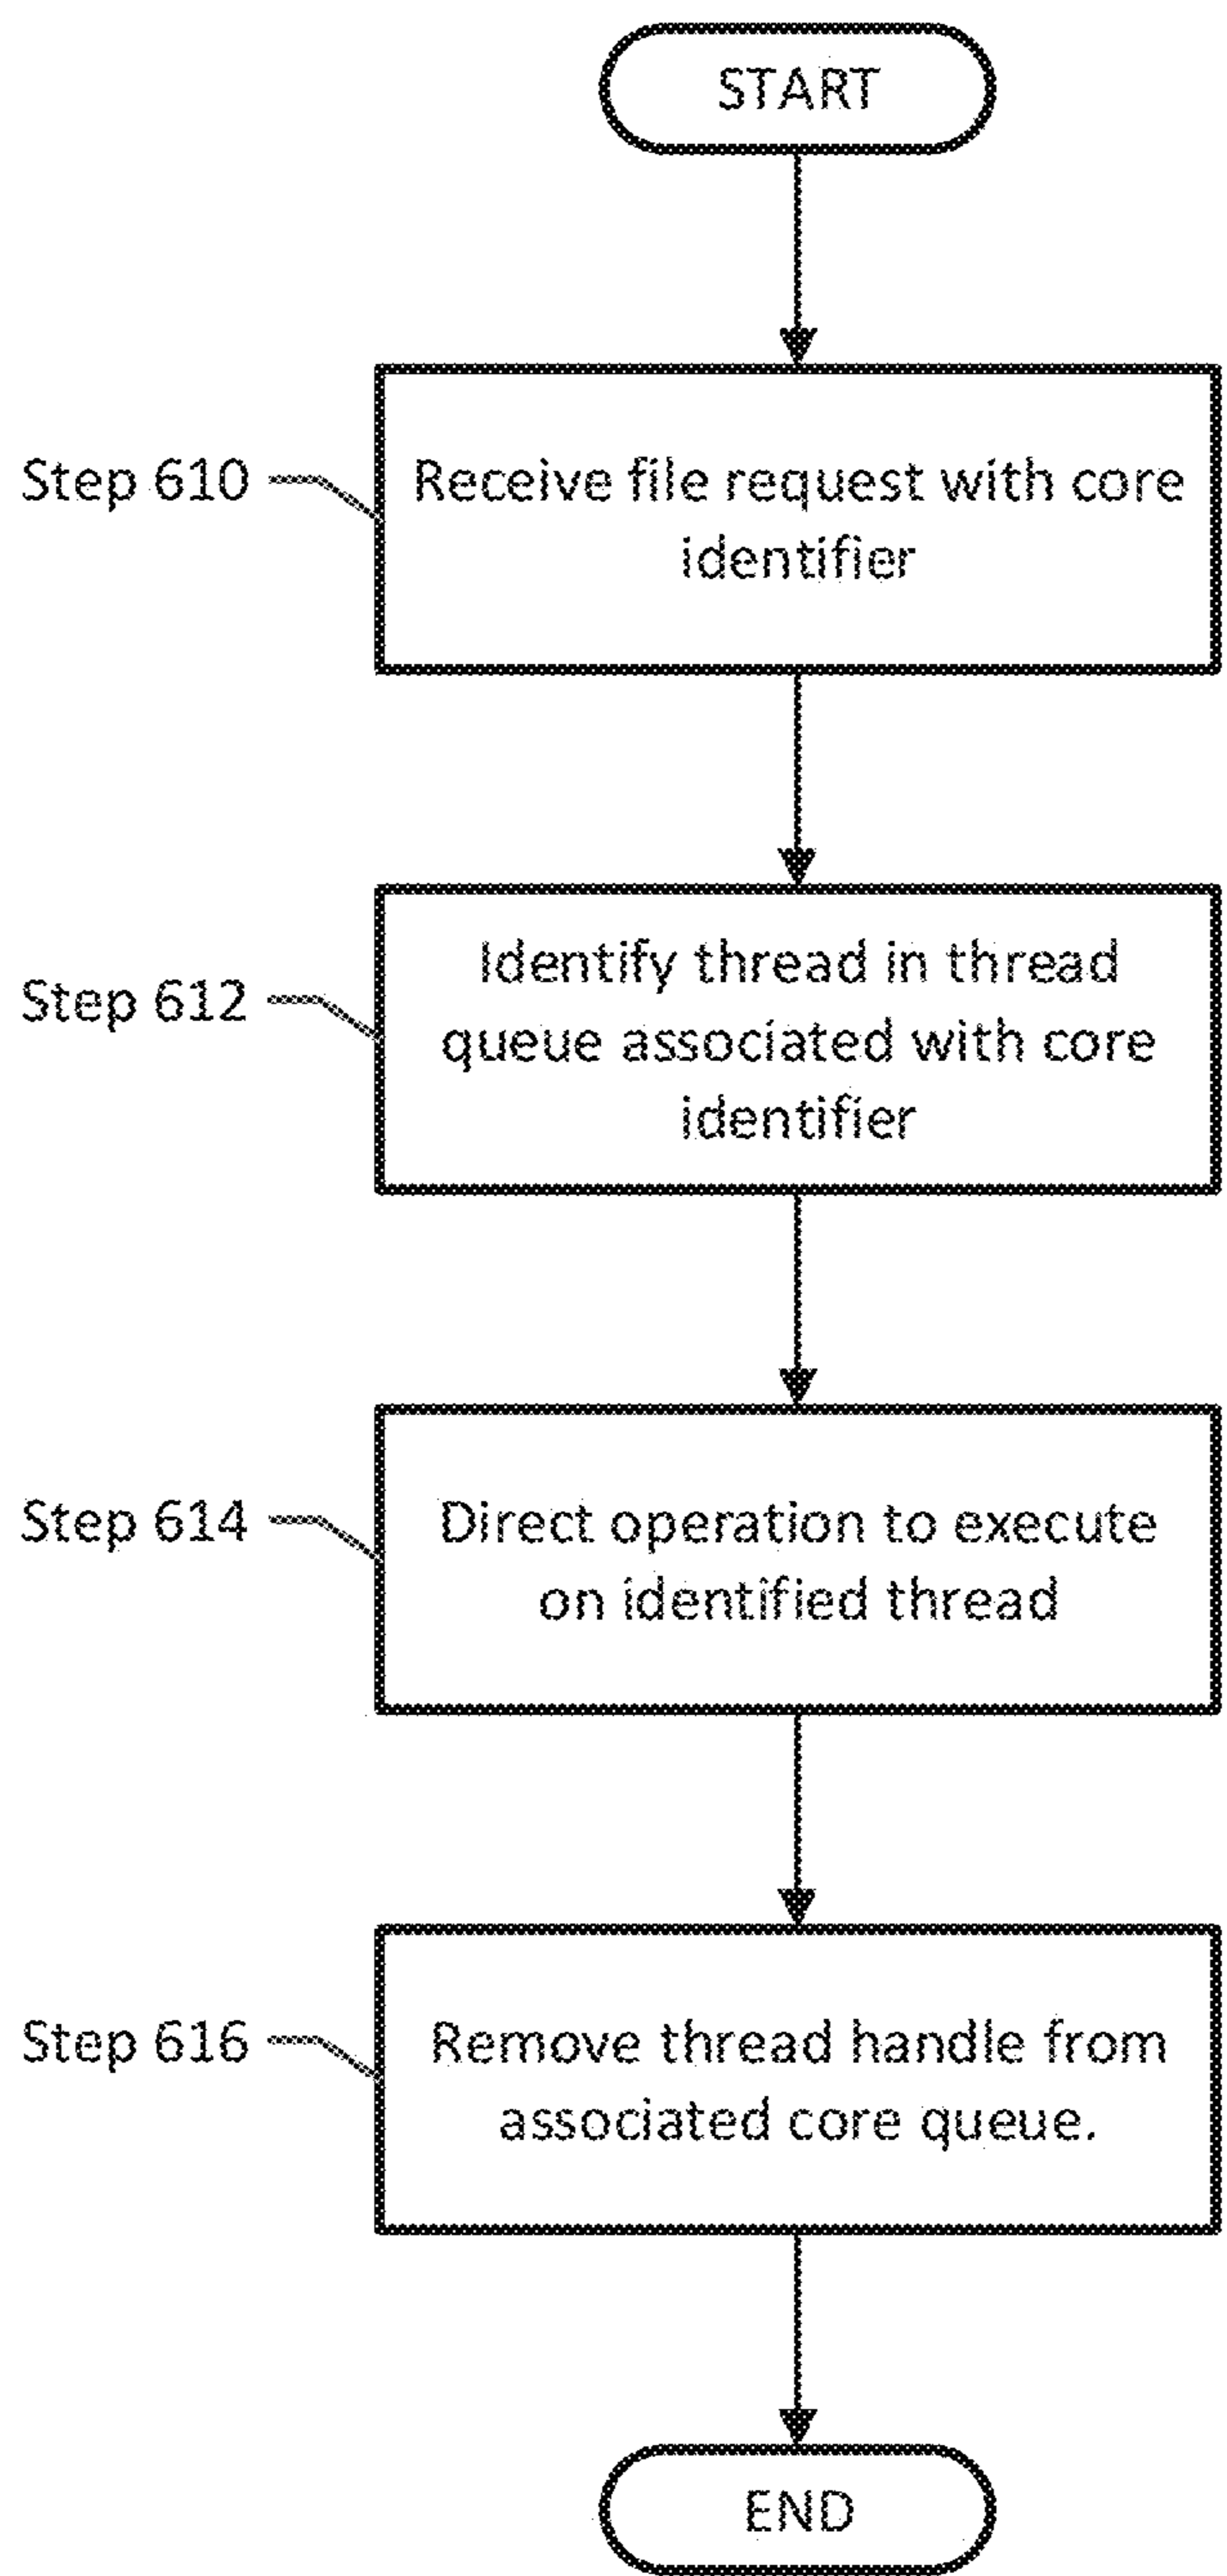 START
Step 610
Receive file request with core
identifier
Step 612
Identify thread in thread
queue associated with core
identifier
Step 614
Direct operation to execute
on identified thread
Step 616
Remove thread handle from
associated core queue.
END